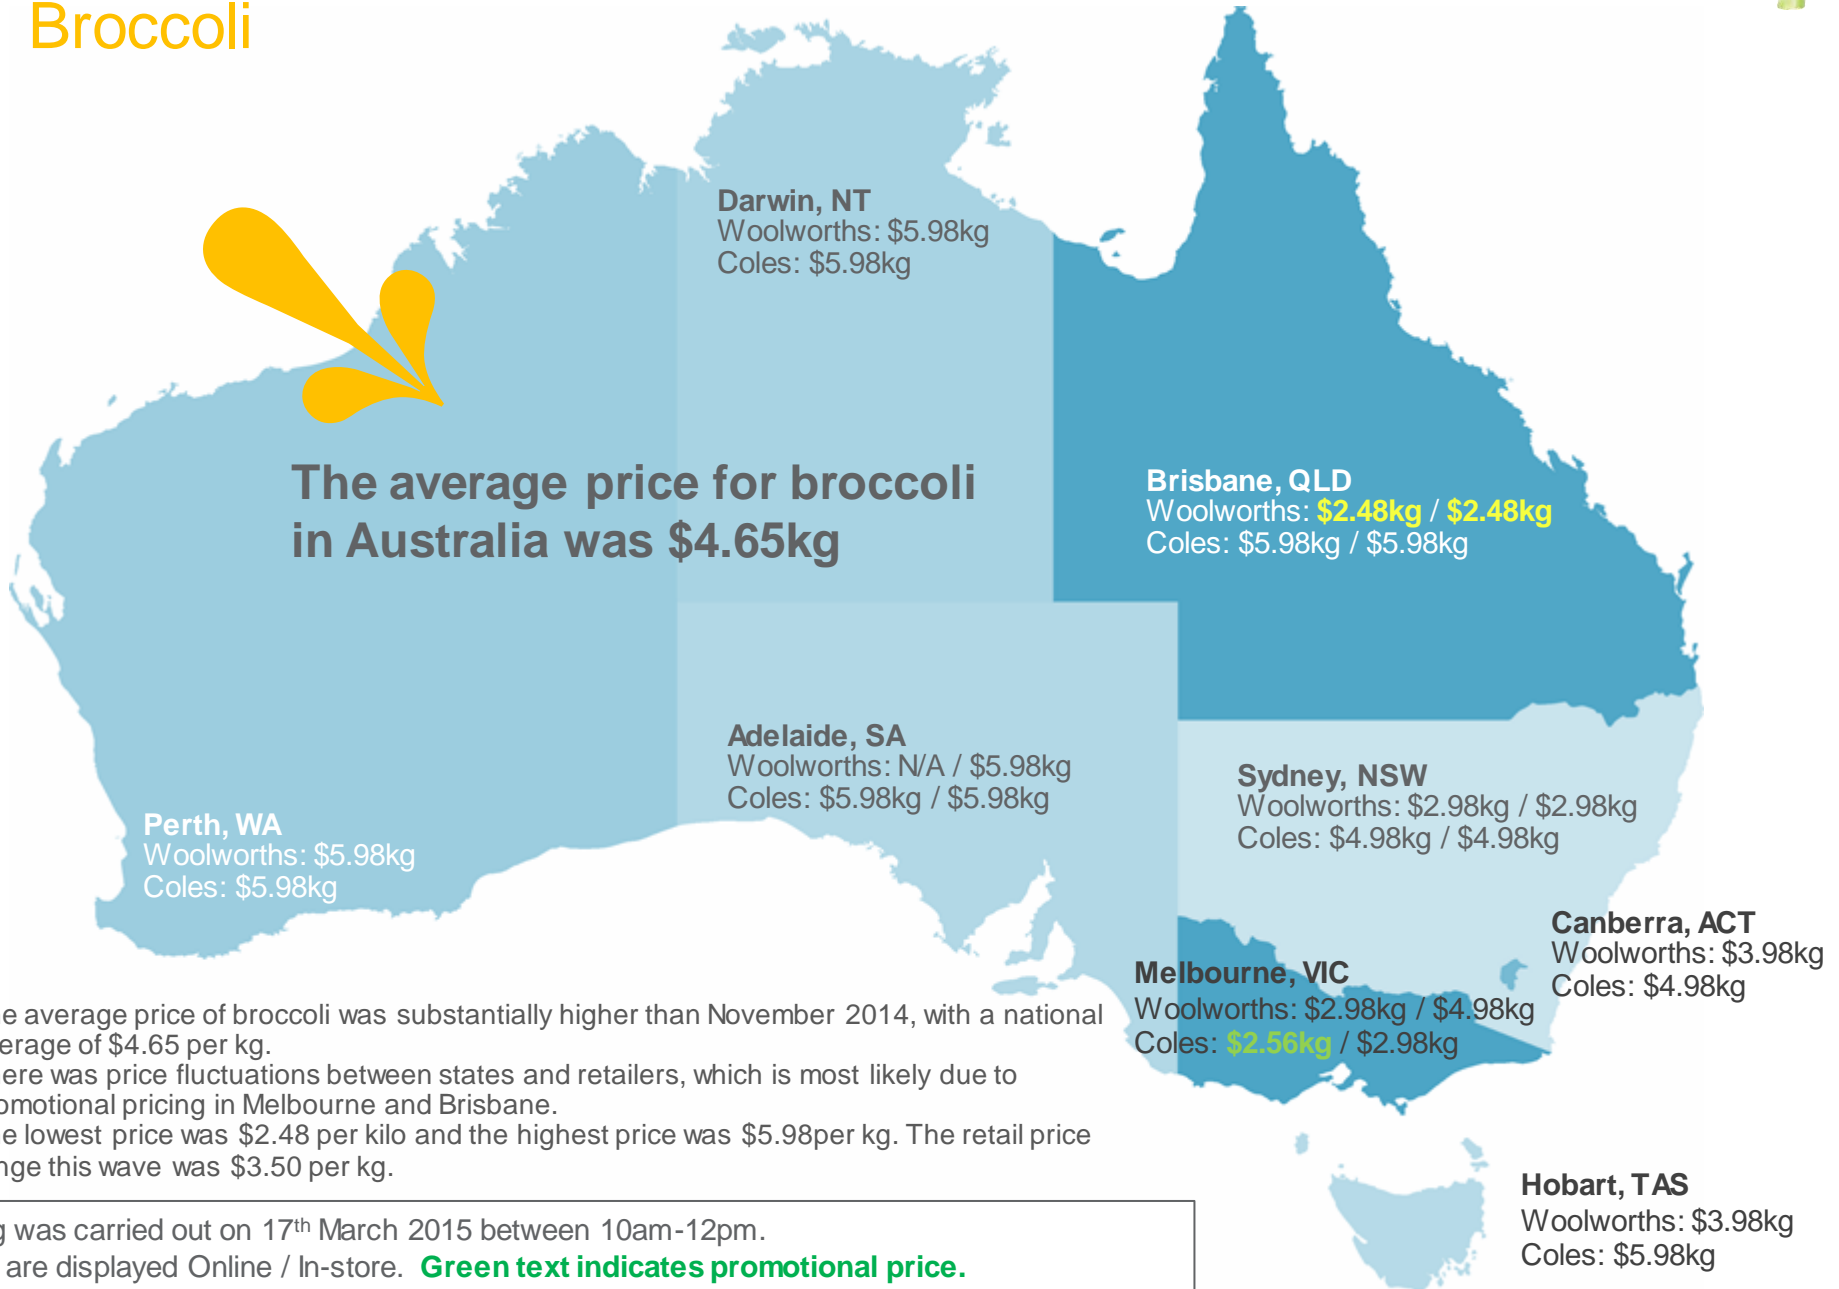 Broccoli
Darwin, NT
Woolworths: $5.98kg
Coles: $5.98kg
The average price for broccoli
in Australia was $4.65kg
Brisbane, QLD
Woolworths: $2.48kg / $2.48kg
Coles: $5.98kg / $5.98kg
Adelaide, SA
Woolworths: N/A / $5.98kg
Coles: $5.98kg / $5.98kg
Sydney, NSW
Woolworths: $2.98kg / $2.98kg
Coles: $4.98kg / $4.98kg
Perth, WA
Woolworths: $5.98kg
Coles: $5.98kg
Canberra, ACT
Woolworths: $3.98kg
Coles: $4.98kg
Melbourne, VIC
Woolworths: $2.98kg / $4.98kg
Coles: $2.56kg / $2.98kg
e average price of broccoli was substantially higher than November 2014, with a national
erage of $4.65 per kg.
ere was price fluctuations between states and retailers, which is most likely due to
omotional pricing in Melbourne and Brisbane.
e lowest price was $2.48 per kilo and the highest price was $5.98per kg. The retail price
nge this wave was $3.50 per kg.
g was carried out on 17th March 2015 between 10am-12pm.
are displayed Online / In-store. Green text indicates promotional price.
Hobart, TAS
Woolworths: $3.98kg
Coles: $5.98kg